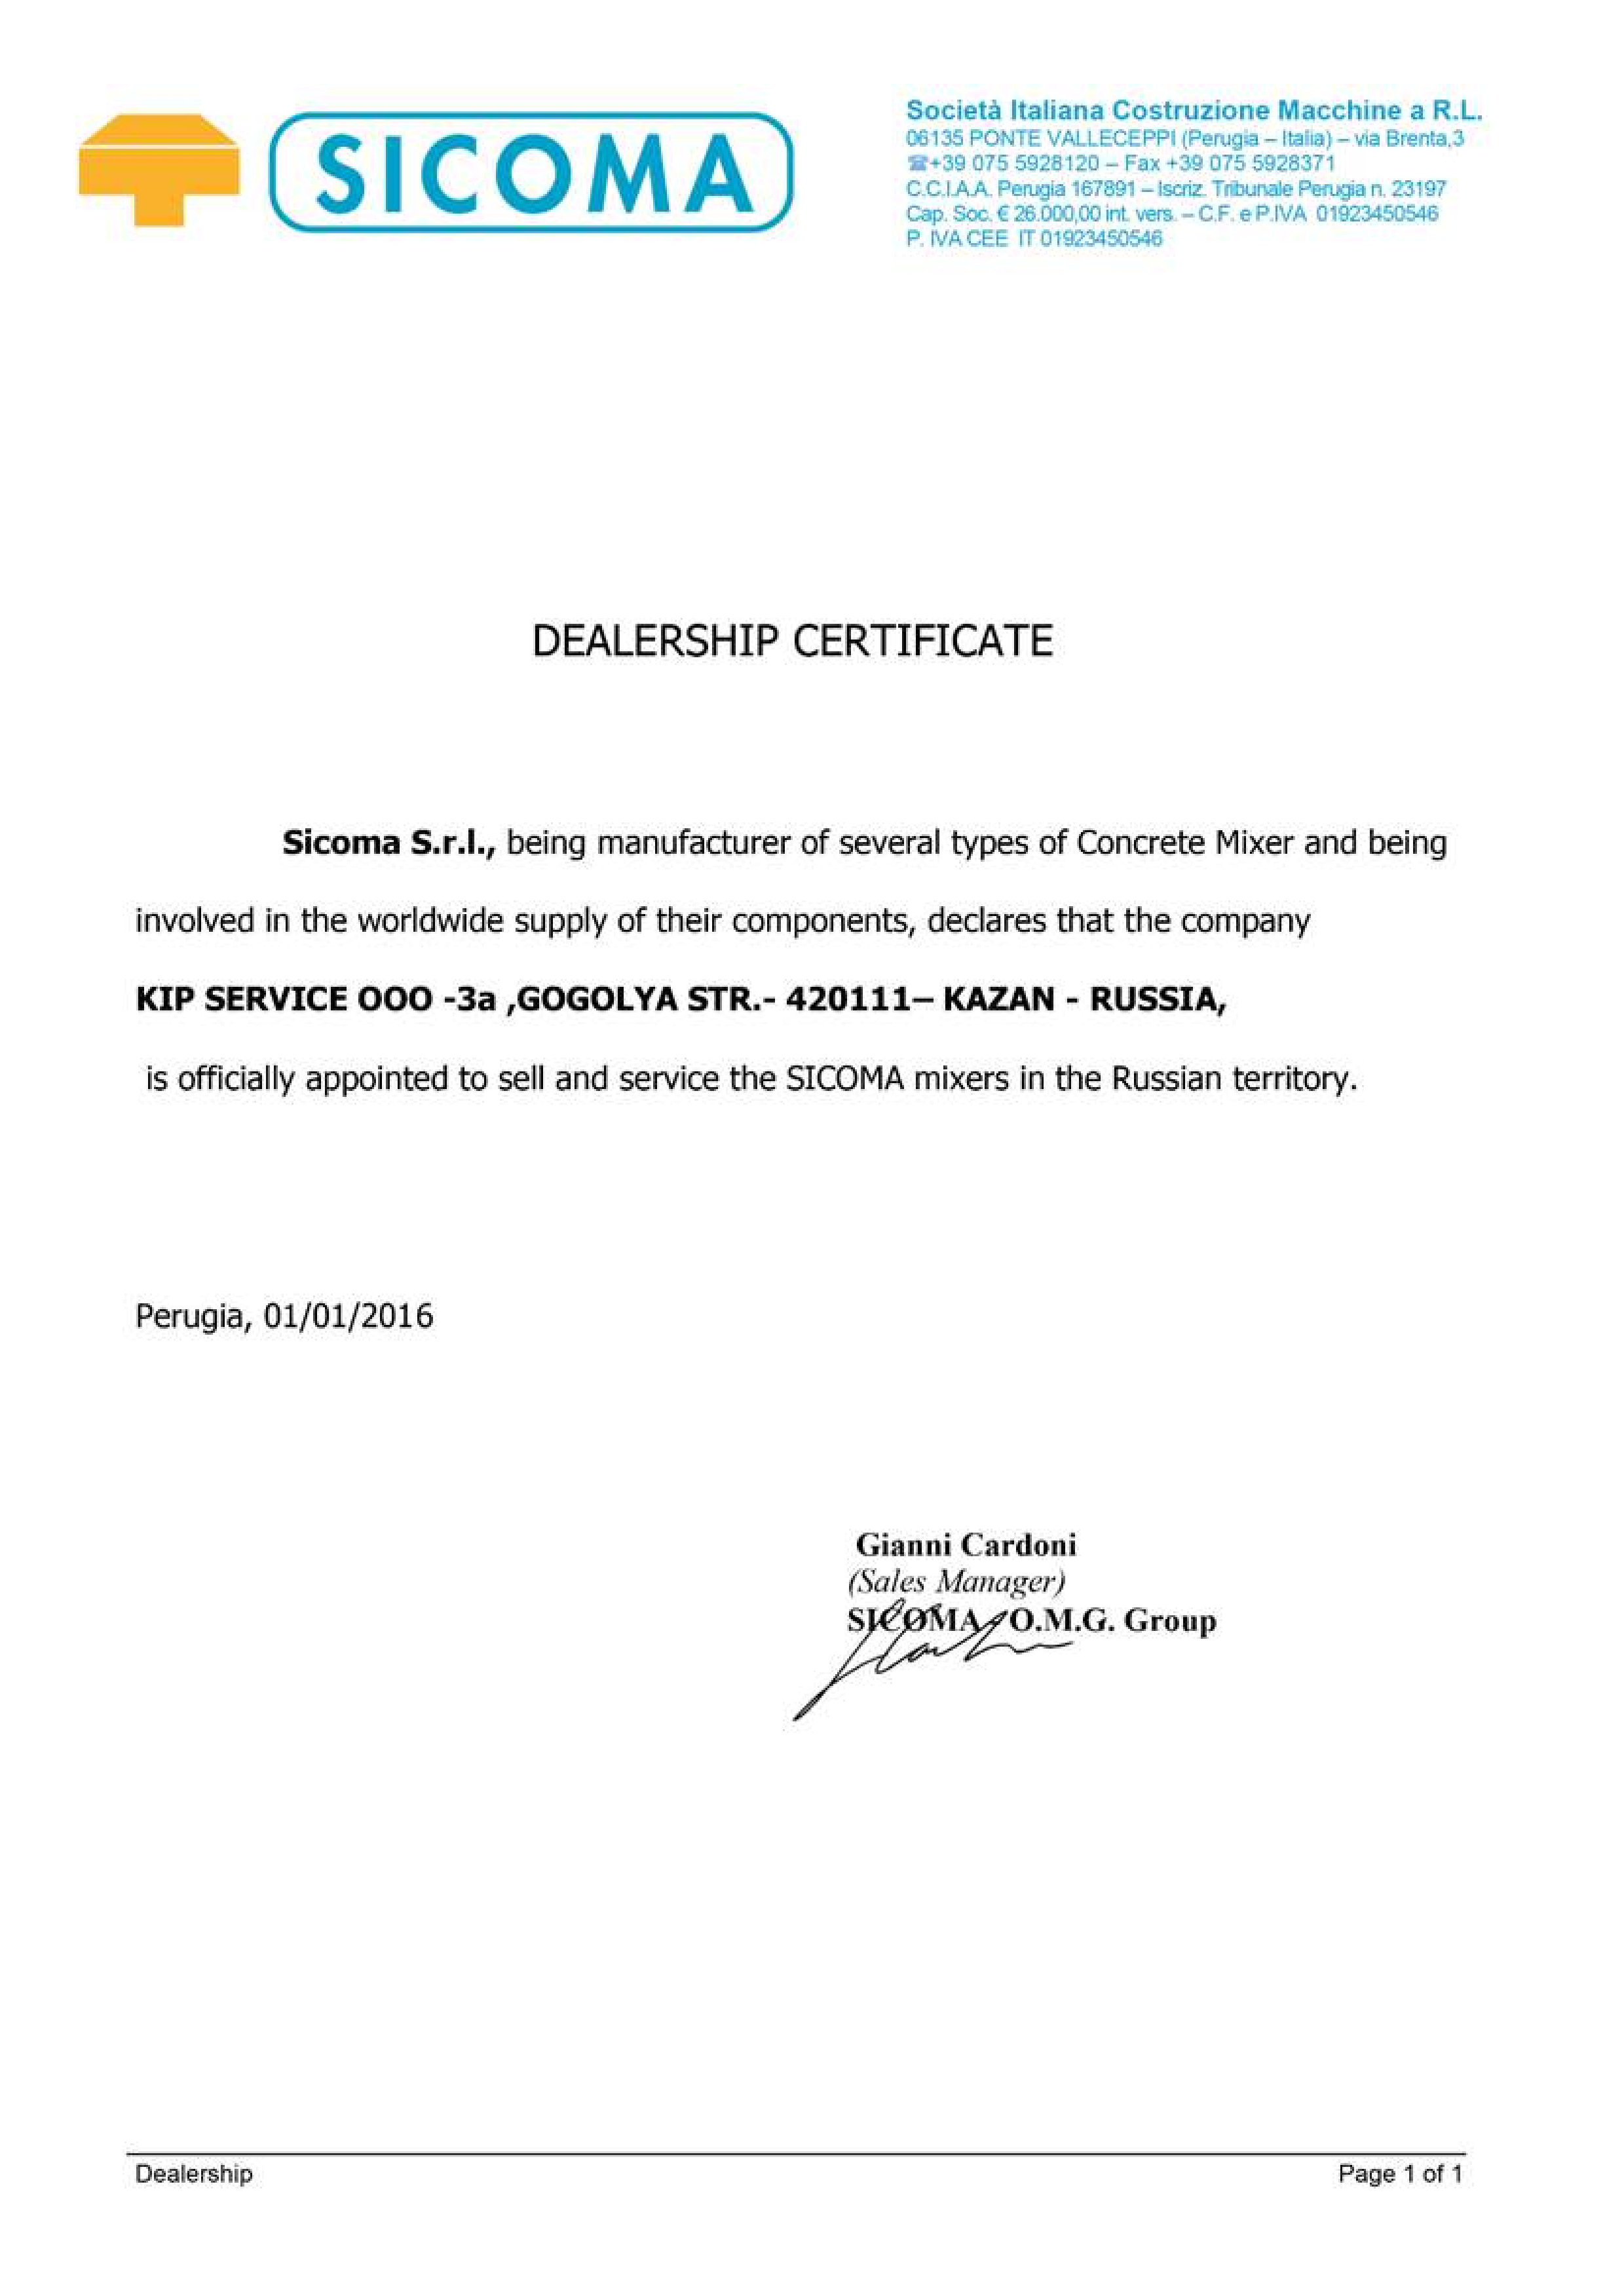 SICOMA
Società Italiana Costruzione Macchine a R.L.
06135 PONTE VALLECEPPI (Perugia – Italia) – via Brenta,3
☎+39 075 5928120 – Fax +39 075 5928371
C.C.I.A.A. Perugia 167891 – Iscriz. Tribunale Perugia n. 23197
Cap. Soc. € 26.000,00 int. vers. – C.F. e P.IVA 01923450546
P. IVA CEE IT 01923450546
DEALERSHIP CERTIFICATE
Sicoma S.r.l., being manufacturer of several types of Concrete Mixer and being
involved in the worldwide supply of their components, declares that the company
KIP SERVICE OOO -3a ,GOGOLYA STR.- 420111– KAZAN - RUSSIA,
is officially appointed to sell and service the SICOMA mixers in the Russian territory.
Perugia, 01/01/2016
Gianni Cardoni
(Sales Manager)
SICOMA O.M.G. Group
Dealership
Page 1 of 1